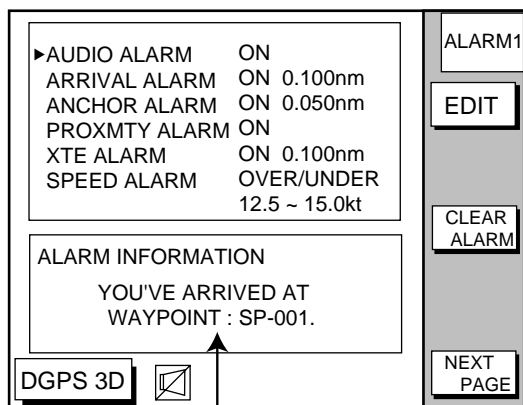 ►AUDIO ALARM ON
ARRIVAL ALARM ON 0.100nm
ANCHOR ALARM ON 0.050nm
PROXMTY ALARM ON
XTE ALARM ON 0.100nm
SPEED ALARM OVER/UNDER
12.5 ~ 15.0kt
ALARM INFORMATION
YOU'VE ARRIVED AT
WAYPOINT : SP-001.
DGPS 3D
ALARM1
EDIT
CLEAR
ALARM
NEXT
PAGE